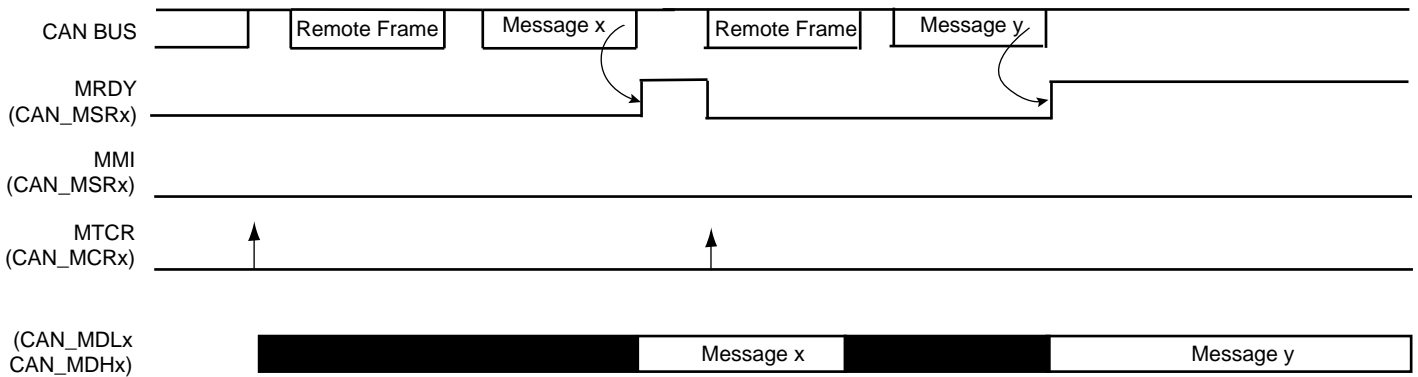 CAN BUS
Remote Frame
Message x
Remote Frame
Message y
MRDY
(CAN_MSRx)
MMI
(CAN_MSRx)
MTCR
(CAN_MCRx)
(CAN_MDLx
CAN_MDHx)
Message x
Message y